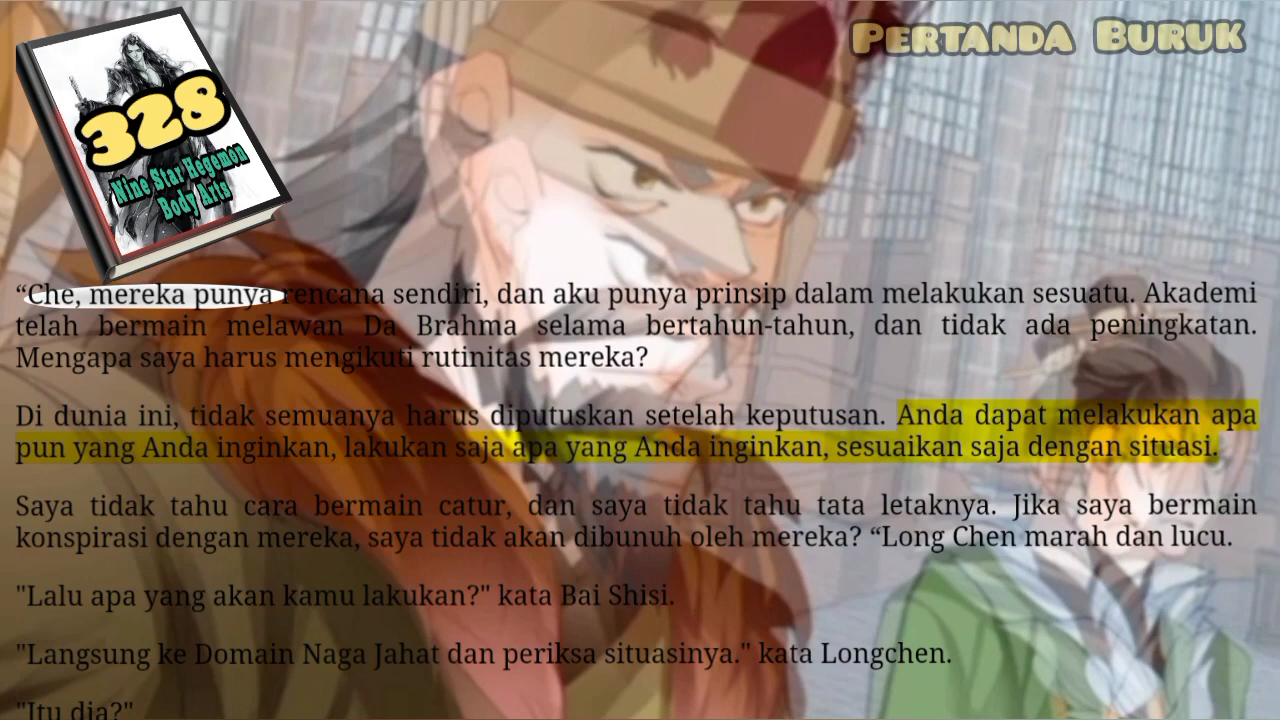 Pertanda Buruk
328
Nine Star Hegemon
Body Arts
“Che, mereka punya rencana sendiri, dan aku punya prinsip dalam melakukan sesuatu. Akademi
telah bermain melawan Da Brahma selama bertahun-tahun, dan tidak ada peningkatan.
Mengapa saya harus mengikuti rutinitas mereka?
Di dunia ini, tidak semuanya harus diputuskan setelah keputusan. Anda dapat melakukan apa
pun yang Anda inginkan, lakukan saja apa yang Anda inginkan, sesuaikan saja dengan situasi.
Saya tidak tahu cara bermain catur, dan saya tidak tahu tata letaknya. Jika saya bermain
konspirasi dengan mereka, saya tidak akan dibunuh oleh mereka? “Long Chen marah dan lucu.
"Lalu apa yang akan kamu lakukan?" kata Bai Shisi.
"Langsung ke Domain Naga Jahat dan periksa situasinya." kata Longchen.
"Itu dia?"